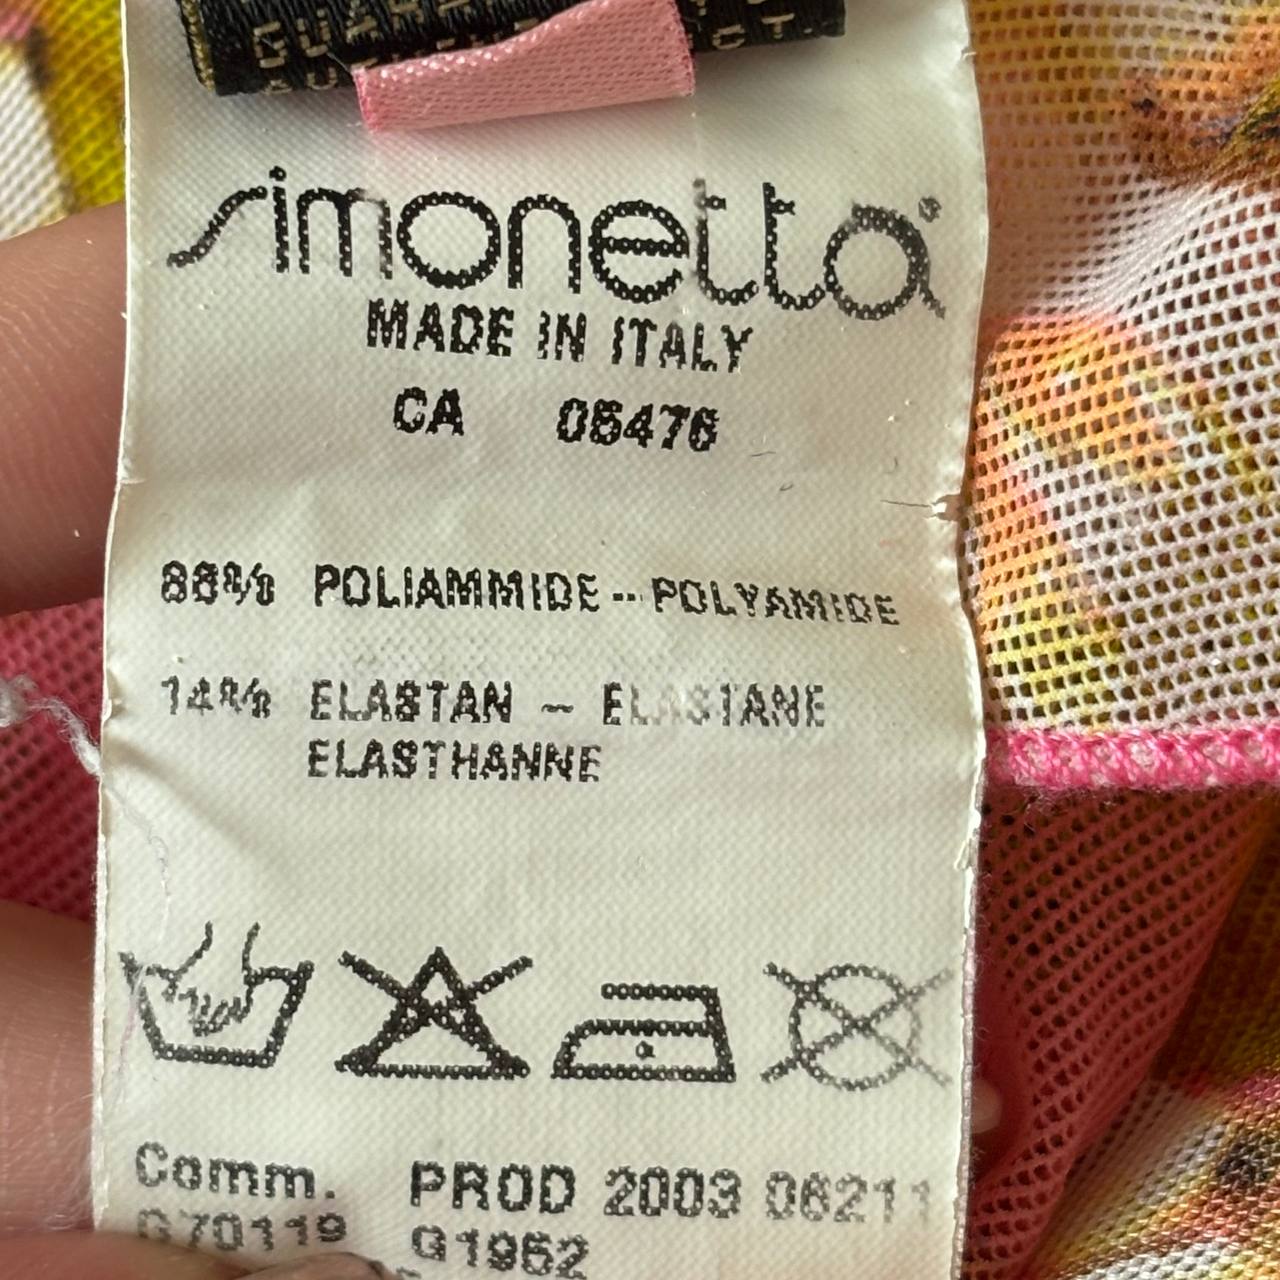 simonetta
MADE IN ITALY
CA 05476
86% POLIAMMIDE -- POLYAMIDE
14% ELASTAN ~ ELASTANE
ELASTHANNE
Comm. PROD 2003 06211
G70119 G1962